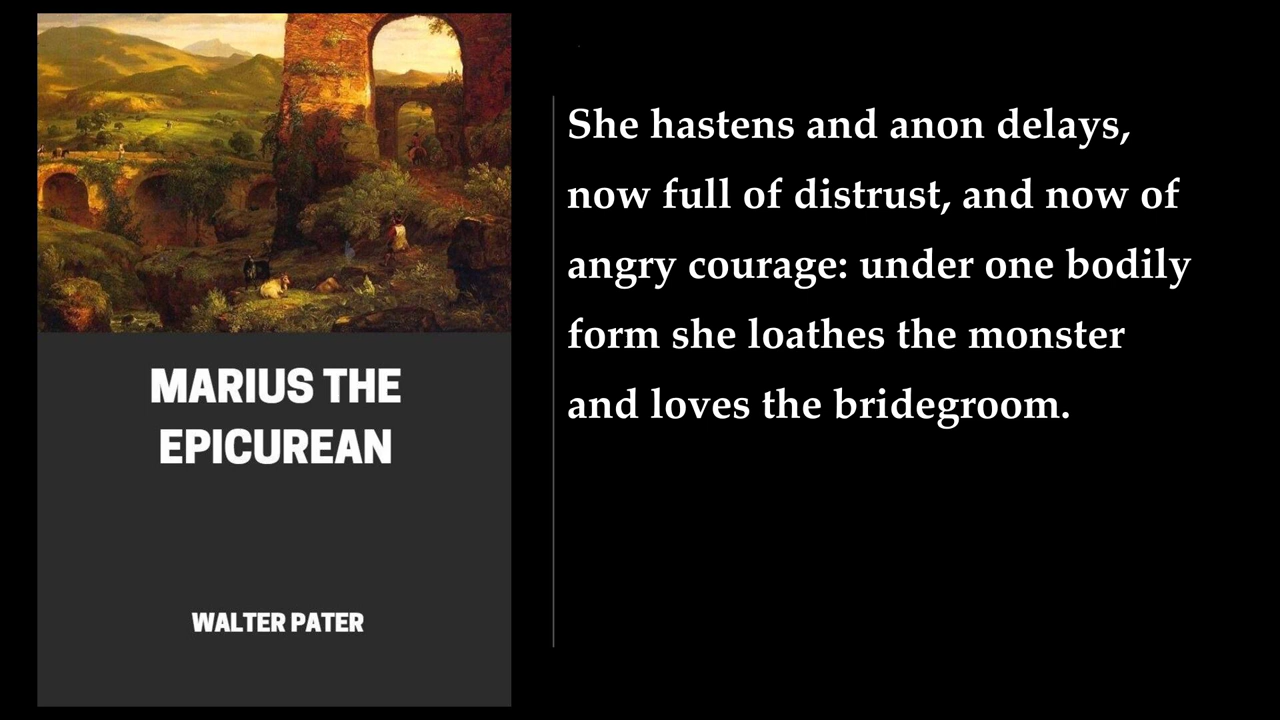 MARIUS THE
EPICUREAN
WALTER PATER
She hastens and anon delays,
now full of distrust, and now of
angry courage: under one bodily
form she loathes the monster
and loves the bridegroom.